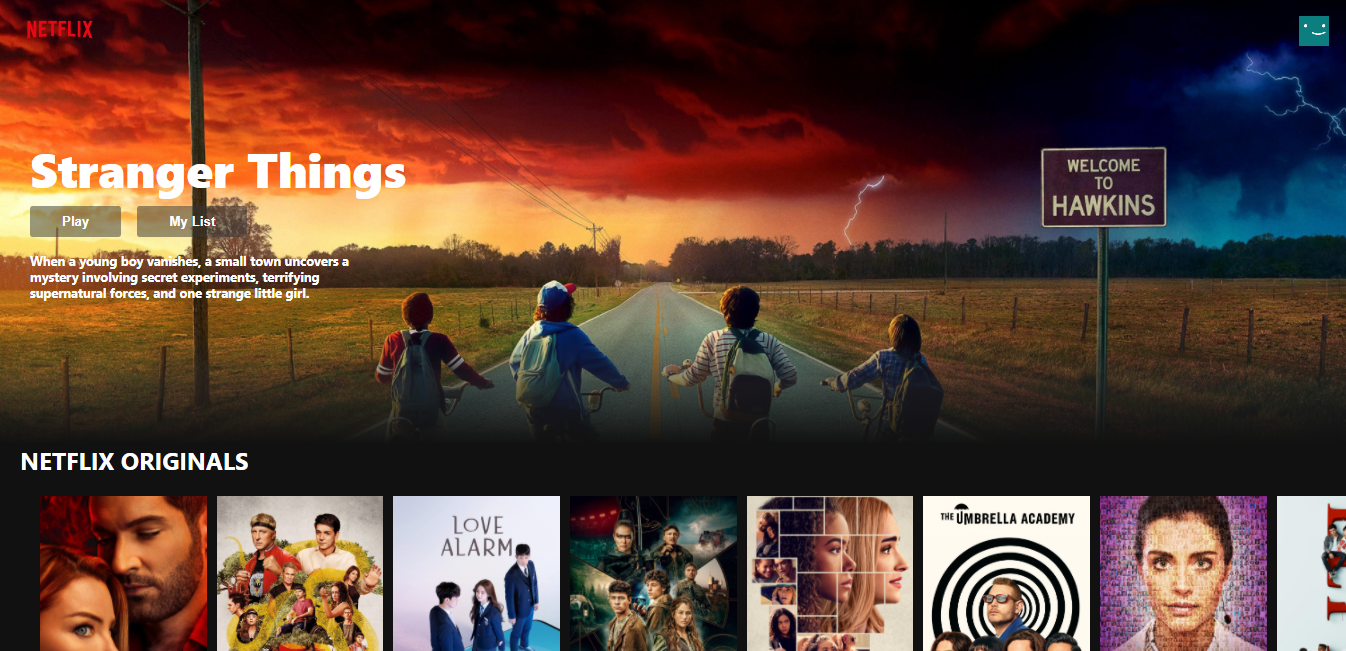 NETFLIX
WELCOME
TO
HAWKINS
Stranger Things
Play
My List
When a young boy vanishes, a small town uncovers a
mystery involving secret experiments, terrifying
supernatural forces, and one strange little girl.
NETFLIX ORIGINALS
LOVE
ALARM
THE UMBRELLA ACADEMY